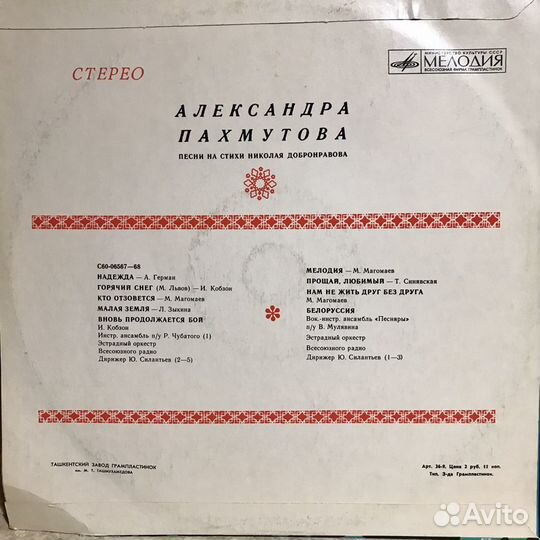 СТЕРЕО
МИНИСТЕРСТВО КУЛЬТУРЫ СССР
МЕЛОДИЯ
ВСЕСОЮЗНАЯ ФИРМА ГРАМПЛАСТИНОК
АЛЕКСАНДРА
ПАХМУТОВА
ПЕСНИ НА СТИХИ НИКОЛАЯ ДОБРОНРАВОВА
С60-06567—68
НАДЕЖДА — А. Герман
ГОРЯЧИЙ СНЕГ (М. Львов) — И. Кобзон
КТО ОТЗОВЕТСЯ — М. Магомаев
МАЛАЯ ЗЕМЛЯ — Л. Зыкина
ВНОВЬ ПРОДОЛЖАЕТСЯ БОЙ
И. Кобзон
Инстр. ансамбль п/у Р. Чубатого (1)
Эстрадный оркестр
Всесоюзного радио
Дирижер Ю. Силантьев (2—5)
МЕЛОДИЯ — М. Магомаев
ПРОЩАЙ, ЛЮБИМЫЙ — Т. Синявская
НАМ НЕ ЖИТЬ ДРУГ БЕЗ ДРУГА
М. Магомаев
БЕЛОРУССИЯ
Вок.-инстр. ансамбль «Песняры»
п/у В. Мулявина
Эстрадный оркестр
Всесоюзного радио
Дирижер Ю. Силантьев (1—3)
ТАШКЕНТСКИЙ ЗАВОД ГРАМПЛАСТИНОК
им. М. Т. ТАШМУХАМЕДОВА
Арт. 36-9. Цена 2 руб. 15 коп.
Тип. З-да Грампластинок.
Avito